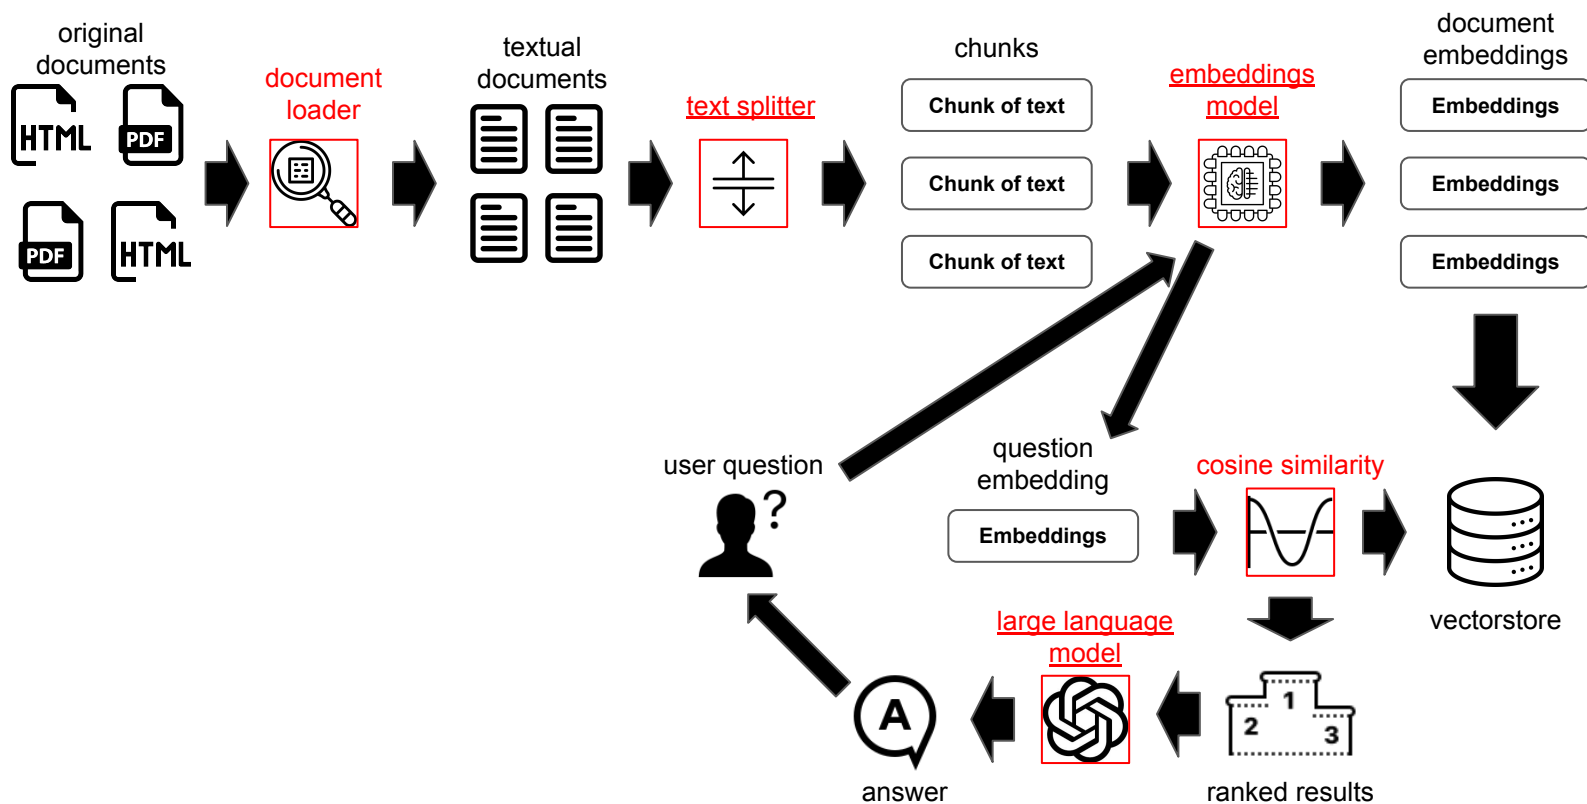 original
documents
HTML
PDF
PDF
HTML
document
loader
textual
documents
text splitter
chunks
Chunk of text
Chunk of text
Chunk of text
embeddings
model
document
embeddings
Embeddings
Embeddings
Embeddings
user question
?
question
embedding
Embeddings
cosine similarity
vectorstore
large language
model
A
answer
1
2
3
ranked results